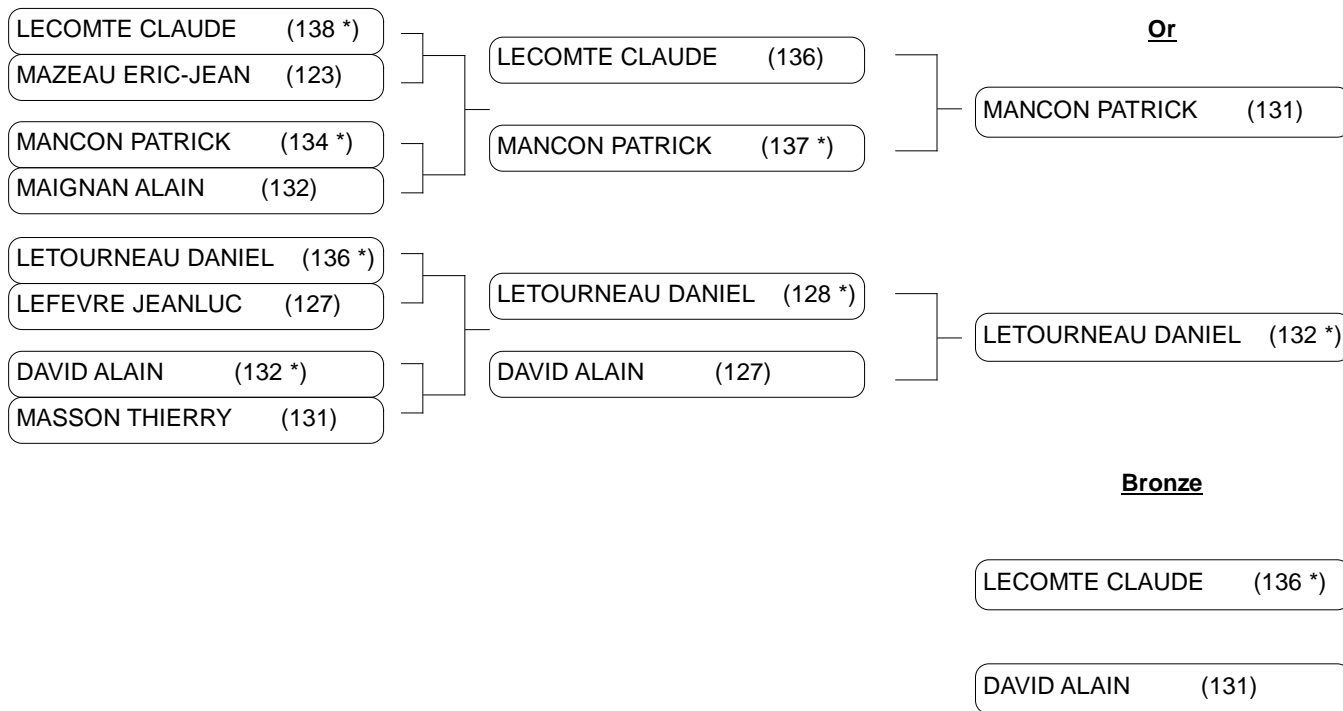 LECOMTE CLAUDE (138 *)
MAZEAU ERIC-JEAN (123)
MANCON PATRICK (134 *)
MAIGNAN ALAIN (132)
LETOURNEAU DANIEL (136 *)
LEFEVRE JEANLUC (127)
DAVID ALAIN (132 *)
MASSON THIERRY (131)
LECOMTE CLAUDE (136)
MANCON PATRICK (137 *)
LETOURNEAU DANIEL (128 *)
DAVID ALAIN (127)
Or
MANCON PATRICK (131)
LETOURNEAU DANIEL (132 *)
Bronze
LECOMTE CLAUDE (136 *)
DAVID ALAIN (131)